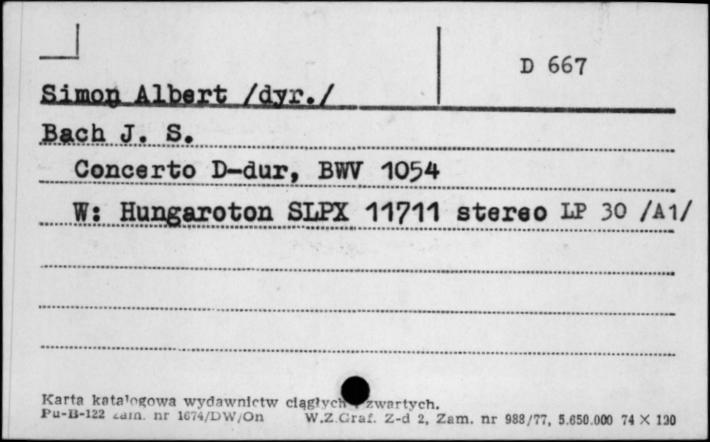 D 667
Simon Albert /dyr./
Bach J. S.
Concerto D-dur, BWV 1054
W: Hungaroton SLPX 11711 stereo LP 30 /A1/
Karta katalogowa wydawnictw ciągłych i zwartych.
Pu-B-122 zam. nr 1674/DW/On W.Z.Graf. Z-d 2, Zam. nr 988/77, 5.650.000 74 X 120